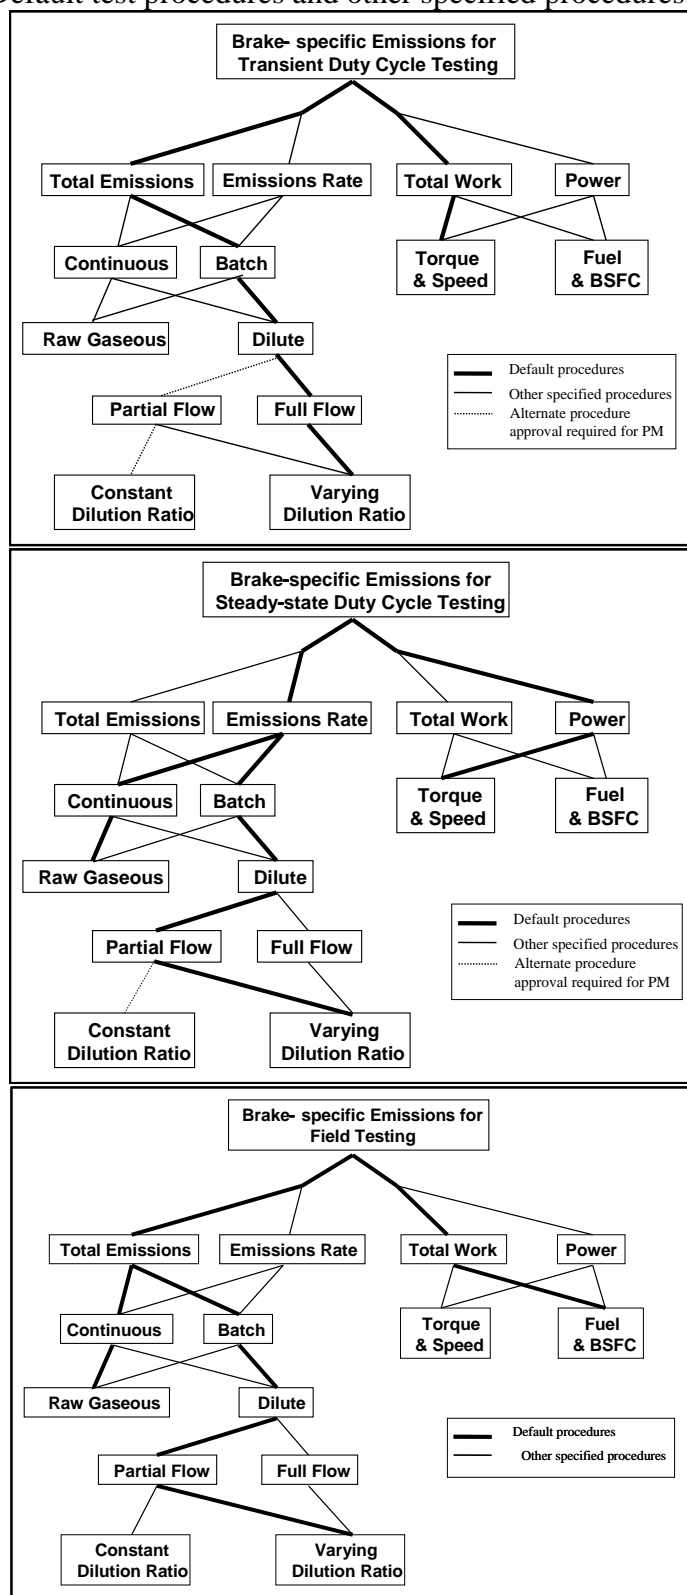 Default test procedures and other specified procedures.
Brake- specific Emissions for
Transient Duty Cycle Testing
Total Emissions
Emissions Rate
Total Work
Power
Continuous
Batch
Torque
& Speed
Fuel
& BSFC
Raw Gaseous
Dilute
Default procedures
Other specified procedures
Alternate procedure
approval required for PM
Partial Flow
Full Flow
Constant
Dilution Ratio
Varying
Dilution Ratio
Brake-specific Emissions for
Steady-state Duty Cycle Testing
Total Emissions
Emissions Rate
Total Work
Power
Continuous
Batch
Torque
& Speed
Fuel
& BSFC
Raw Gaseous
Dilute
Default procedures
Other specified procedures
Alternate procedure
approval required for PM
Partial Flow
Full Flow
Constant
Dilution Ratio
Varying
Dilution Ratio
Brake- specific Emissions for
Field Testing
Total Emissions
Emissions Rate
Total Work
Power
Continuous
Batch
Torque
& Speed
Fuel
& BSFC
Raw Gaseous
Dilute
Default procedures
Other specified procedures
Partial Flow
Full Flow
Constant
Dilution Ratio
Varying
Dilution Ratio